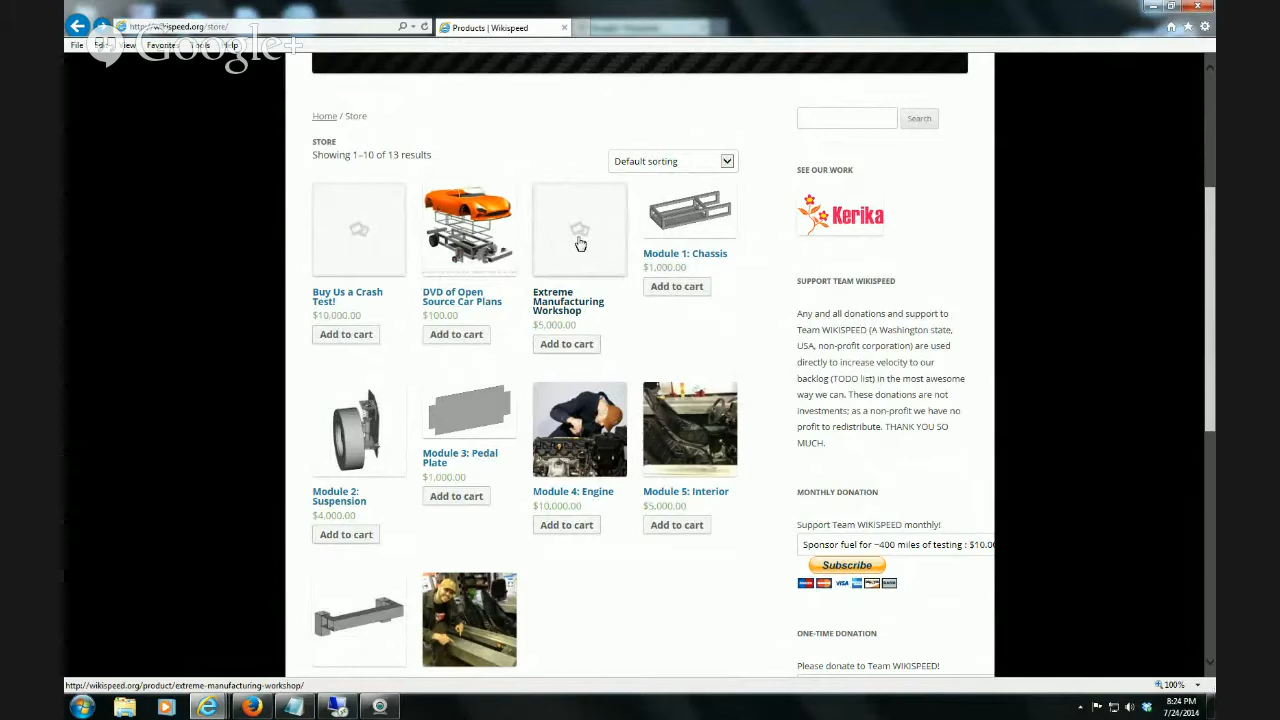 http://wikispeed.org/store/
Products | Wikispeed
File Edit View Favorites Tools Help
Google+
Home / Store
Search
STORE
Showing 1–10 of 13 results
Default sorting
SEE OUR WORK
Kerika
Buy Us a Crash
Test!
$10,000.00
Add to cart
DVD of Open
Source Car Plans
$100.00
Add to cart
Extreme
Manufacturing
Workshop
$5,000.00
Add to cart
Module 1: Chassis
$1,000.00
Add to cart
SUPPORT TEAM WIKISPEED
Any and all donations and support to
Team WIKISPEED (A Washington state,
USA, non-profit corporation) are used
directly to increase velocity to our
backlog (TODO list) in the most awesome
way we can. These donations are not
investments; as a non-profit we have no
profit to redistribute. THANK YOU SO
MUCH.
Module 2:
Suspension
$4,000.00
Add to cart
Module 3: Pedal
Plate
$1,000.00
Add to cart
Module 4: Engine
$10,000.00
Add to cart
Module 5: Interior
$5,000.00
Add to cart
MONTHLY DONATION
Support Team WIKISPEED monthly!
Sponsor fuel for ~400 miles of testing : $10.00
Subscribe
VISA
ONE-TIME DONATION
Please donate to Team WIKISPEED!
http://wikispeed.org/product/extreme-manufacturing-workshop/
100%
8:24 PM
7/24/2014